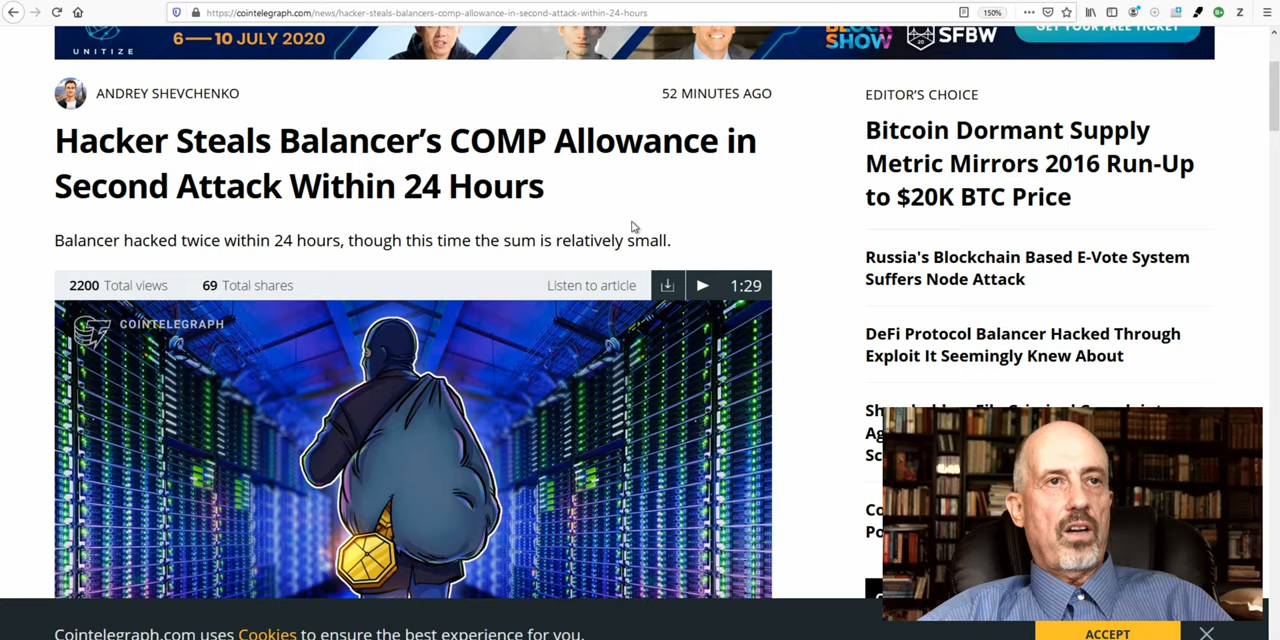 https://cointelegraph.com/news/hacker-steals-balancers-comp-allowance-in-second-attack-within-24-hours
150%
UNITIZE
6—10 JULY 2020
BLOCK
SHOW
SFBW
GET YOUR FREE TICKET
ANDREY SHEVCHENKO
52 MINUTES AGO
Hacker Steals Balancer’s COMP Allowance in
Second Attack Within 24 Hours
Balancer hacked twice within 24 hours, though this time the sum is relatively small.
2200 Total views
69 Total shares
Listen to article
1:29
COINTELEGRAPH
EDITOR’S CHOICE
Bitcoin Dormant Supply
Metric Mirrors 2016 Run-Up
to $20K BTC Price
Russia's Blockchain Based E-Vote System
Suffers Node Attack
DeFi Protocol Balancer Hacked Through
Exploit It Seemingly Knew About
Cointelegraph.com uses Cookies to ensure the best experience for you.
ACCEPT